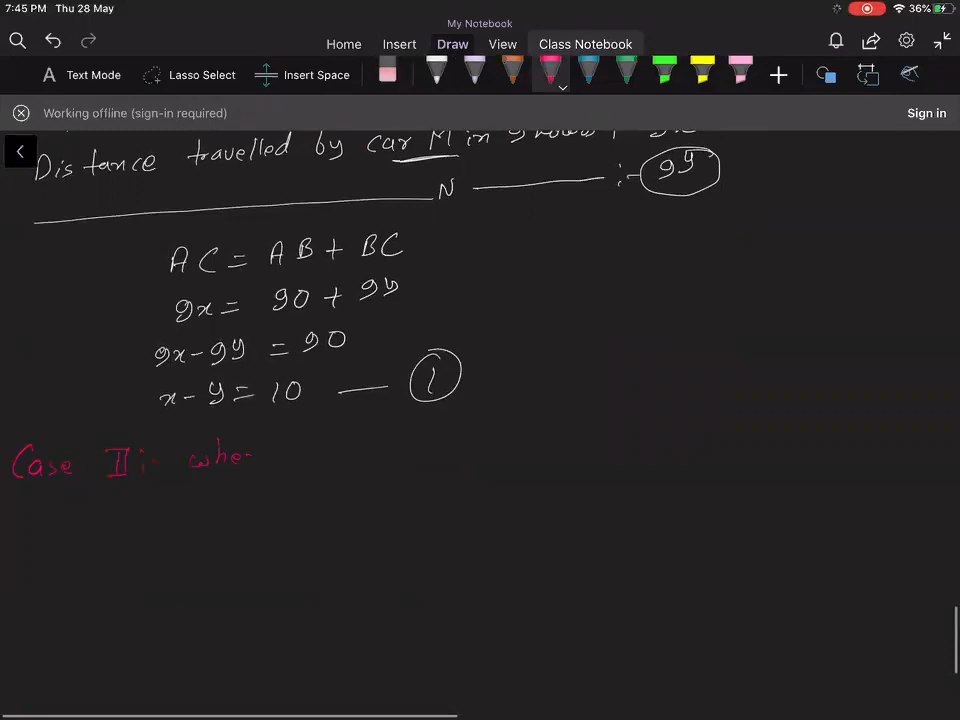 7:45 PM Thu 28 May
36%
My Notebook
Home Insert Draw View Class Notebook
Text Mode Lasso Select Insert Space
Working offline (sign-in required) Sign in
Distance travelled by car M in 9
N :- 9y
AC = AB + BC
9x = 90 + 9y
9x - 9y = 90
x - y = 10 — 1
Case II :- whe